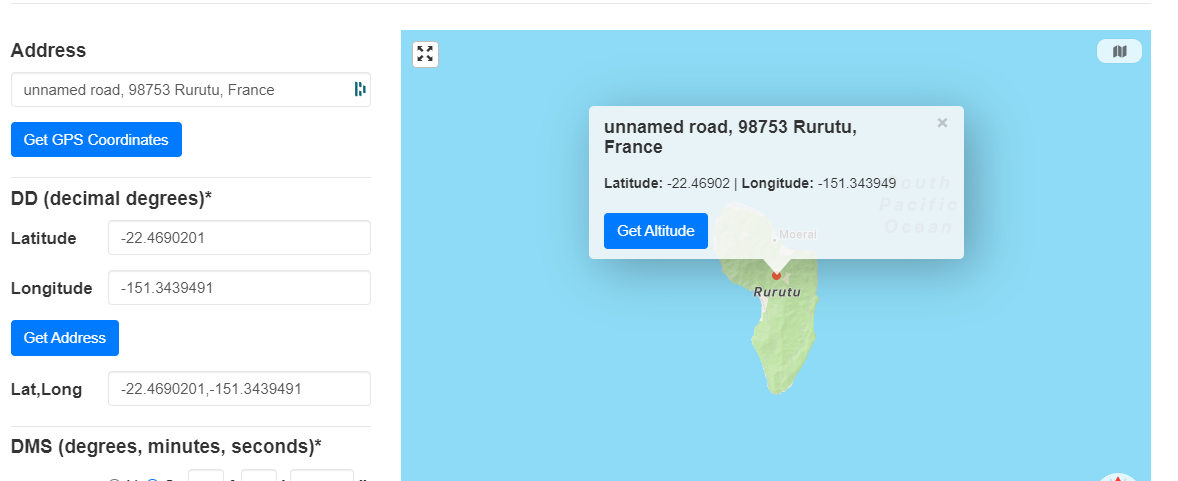 Address
unnamed road, 98753 Rurutu, France
Get GPS Coordinates
DD (decimal degrees)*
Latitude
-22.4690201
Longitude
-151.3439491
Get Address
Lat,Long
-22.4690201,-151.3439491
DMS (degrees, minutes, seconds)*
unnamed road, 98753 Rurutu,
France
Latitude: -22.46902 | Longitude: -151.343949
Get Altitude
South
Pacific
Ocean
Moerai
Rurutu